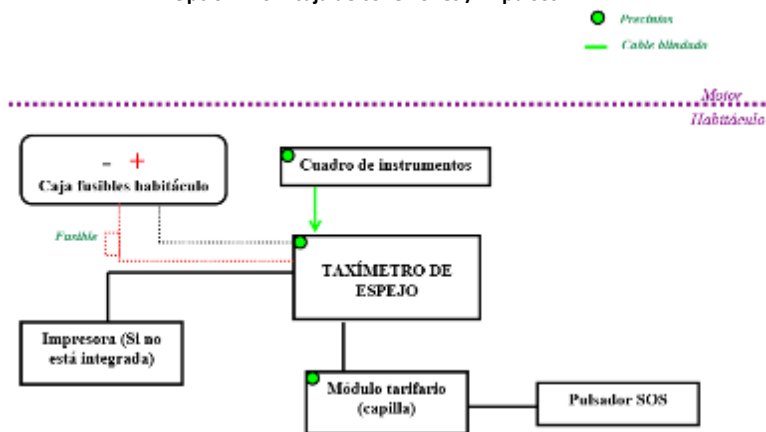 Precintos
Cable blindado
Motor
Habitáculo
- +
Caja fusibles habitáculo
Cuadro de instrumentos
Fusible
TAXÍMETRO DE
ESPEJO
Impresora (Si no
está integrada)
Módulo tarifario
(capilla)
Pulsador SOS